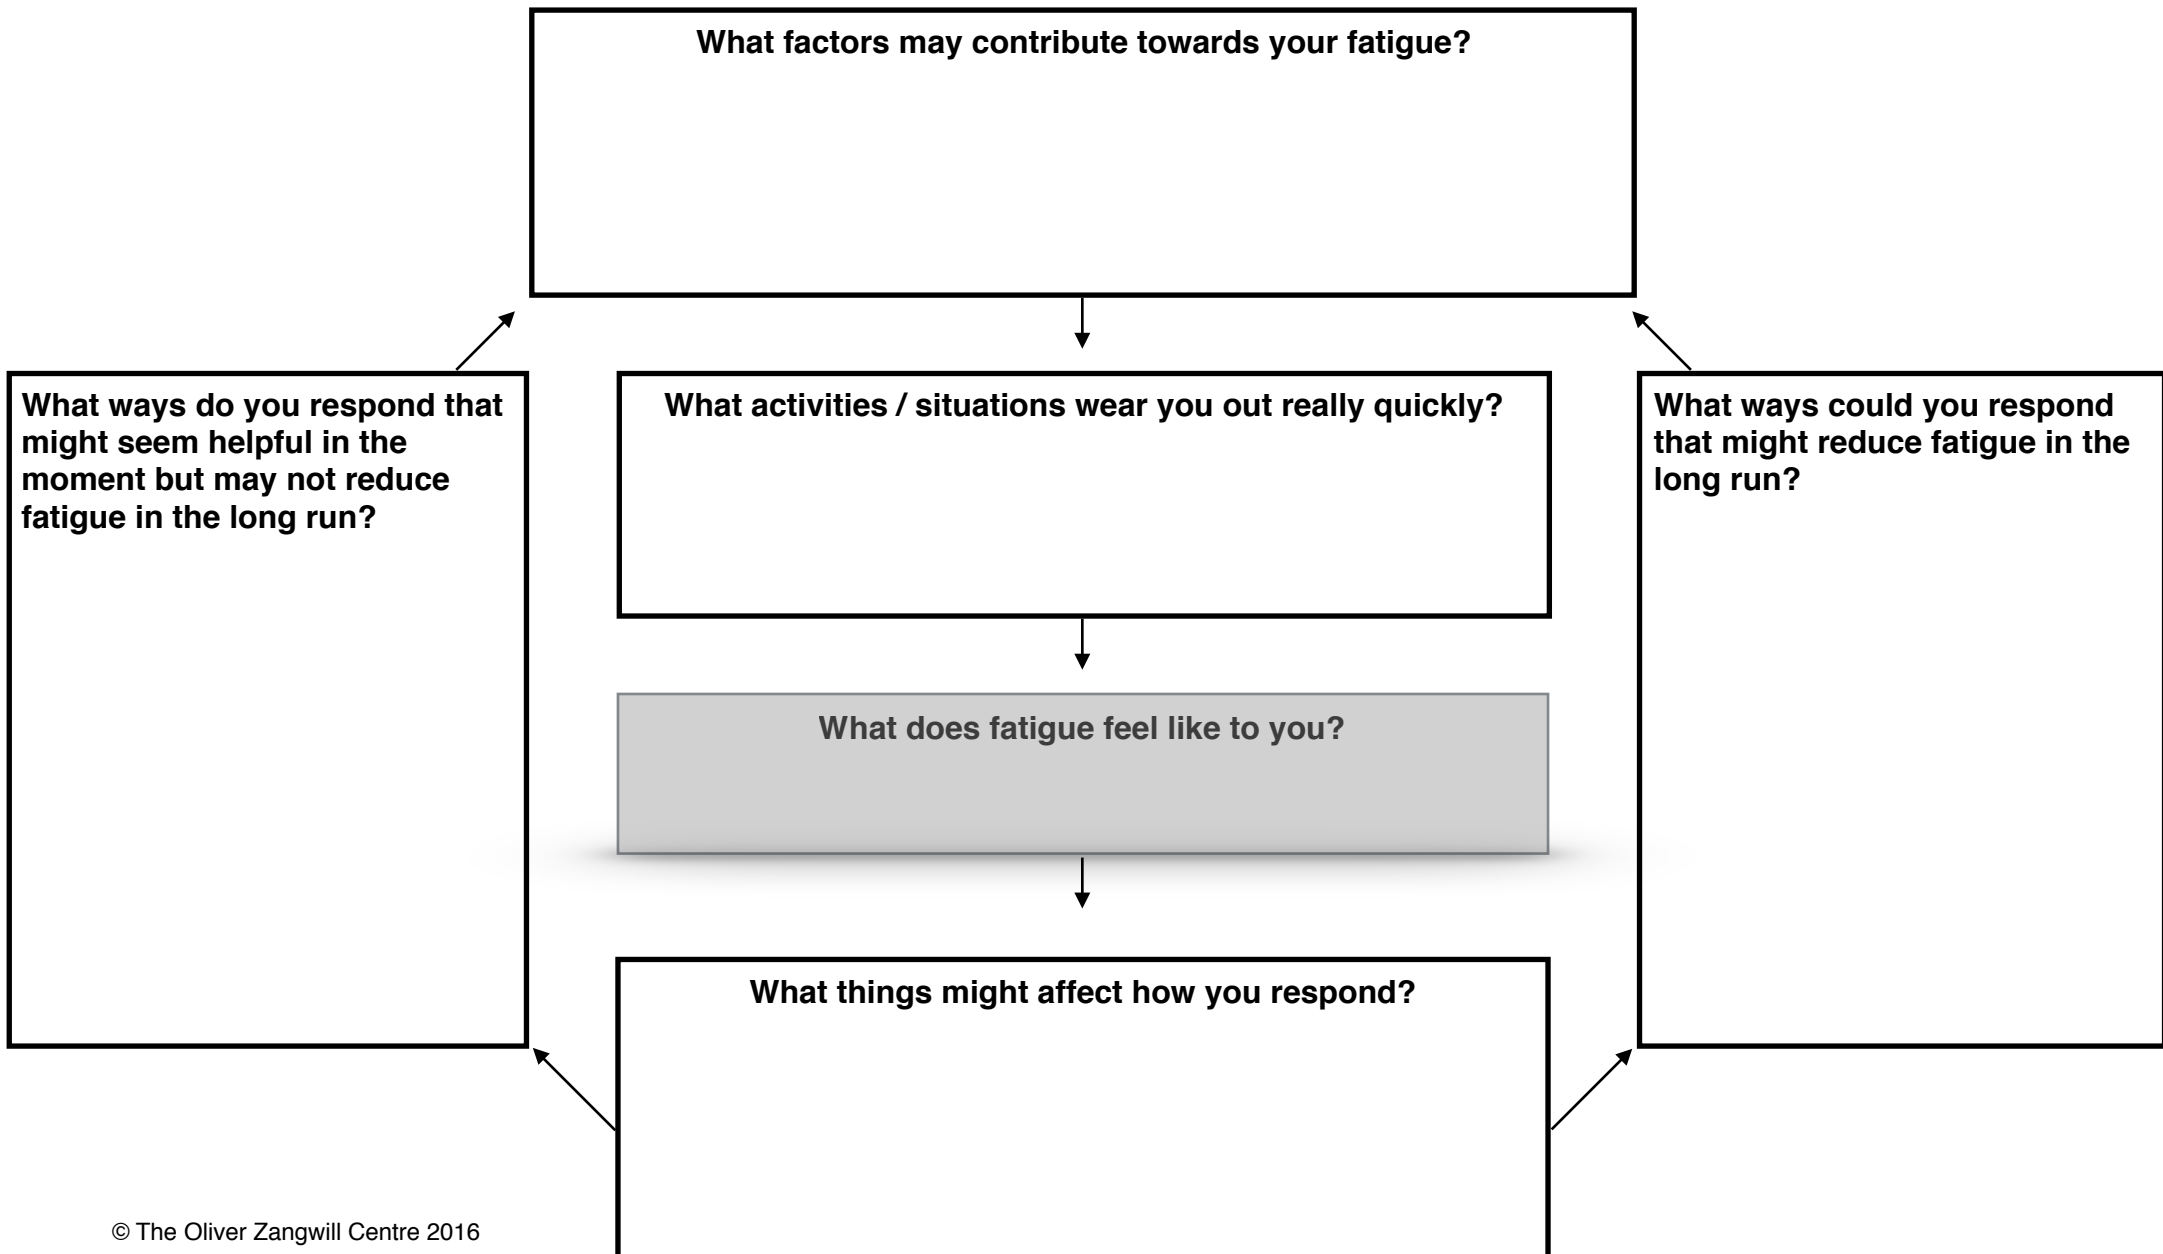 What factors may contribute towards your fatigue?
What ways do you respond that
might seem helpful in the
moment but may not reduce
fatigue in the long run?
What activities / situations wear you out really quickly?
What ways could you respond
that might reduce fatigue in the
long run?
What does fatigue feel like to you?
What things might affect how you respond?
© The Oliver Zangwill Centre 2016